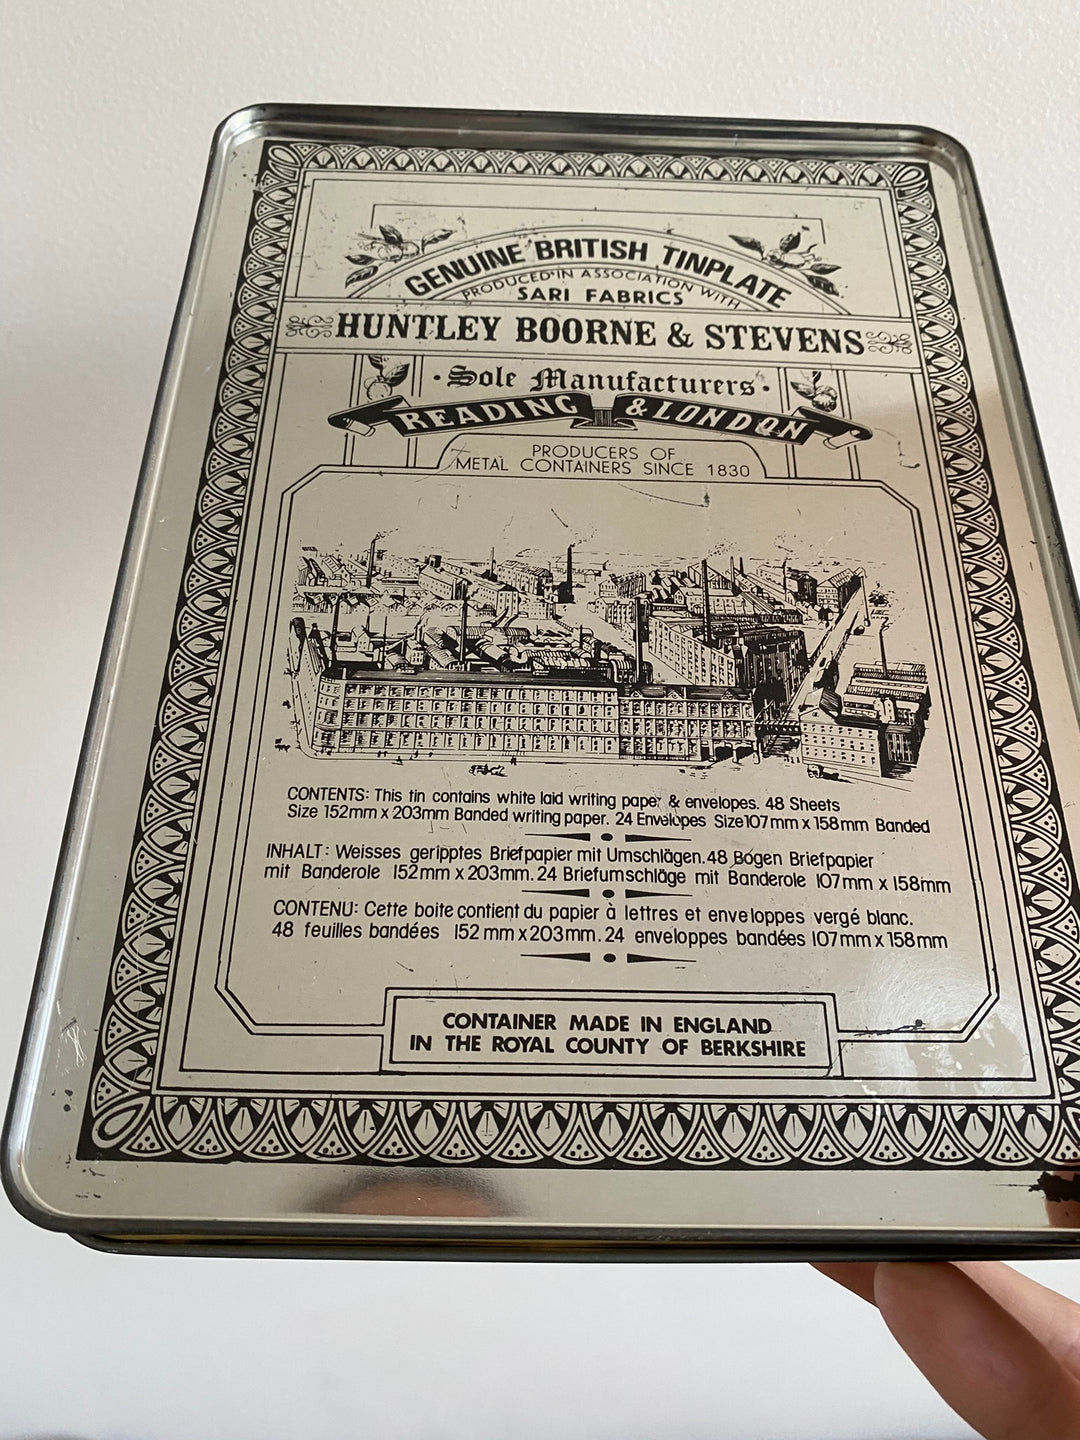 GENUINE BRITISH TINPLATE
PRODUCED IN ASSOCIATION WITH
SARI FABRICS
HUNTLEY BOORNE & STEVENS
· Sole Manufacturers ·
READING & LONDON
PRODUCERS OF
METAL CONTAINERS SINCE 1830
CONTENTS: This tin contains white laid writing paper & envelopes. 48 Sheets
Size 152mm x 203mm Banded writing paper. 24 Envelopes Size 107mm x 158mm Banded
INHALT: Weisses geripptes Briefpapier mit Umschlägen. 48 Bogen Briefpapier
mit Banderole 152mm x 203mm. 24 Briefumschläge mit Banderole 107mm x 158mm
CONTENU: Cette boite contient du papier à lettres et enveloppes vergé blanc.
48 feuilles bandées 152mm x 203mm. 24 enveloppes bandées 107mm x 158mm
CONTAINER MADE IN ENGLAND
IN THE ROYAL COUNTY OF BERKSHIRE